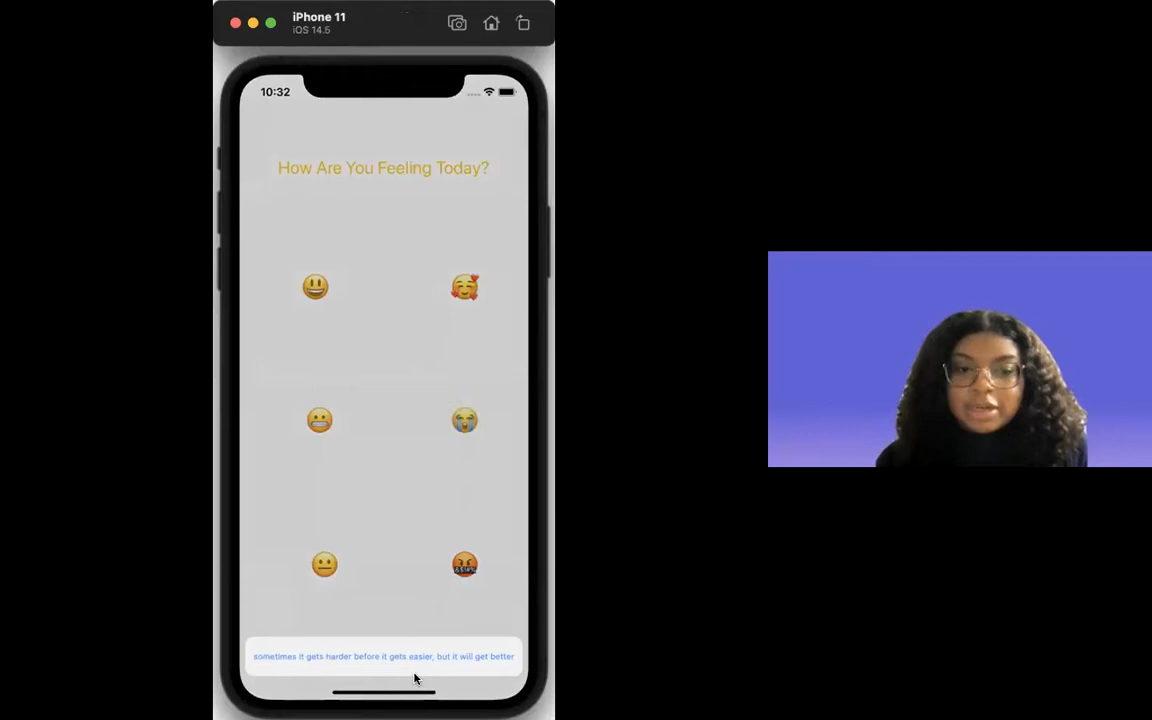 iPhone 11
iOS 14.5
10:32
How Are You Feeling Today?
sometimes it gets harder before it gets easier, but it will get better